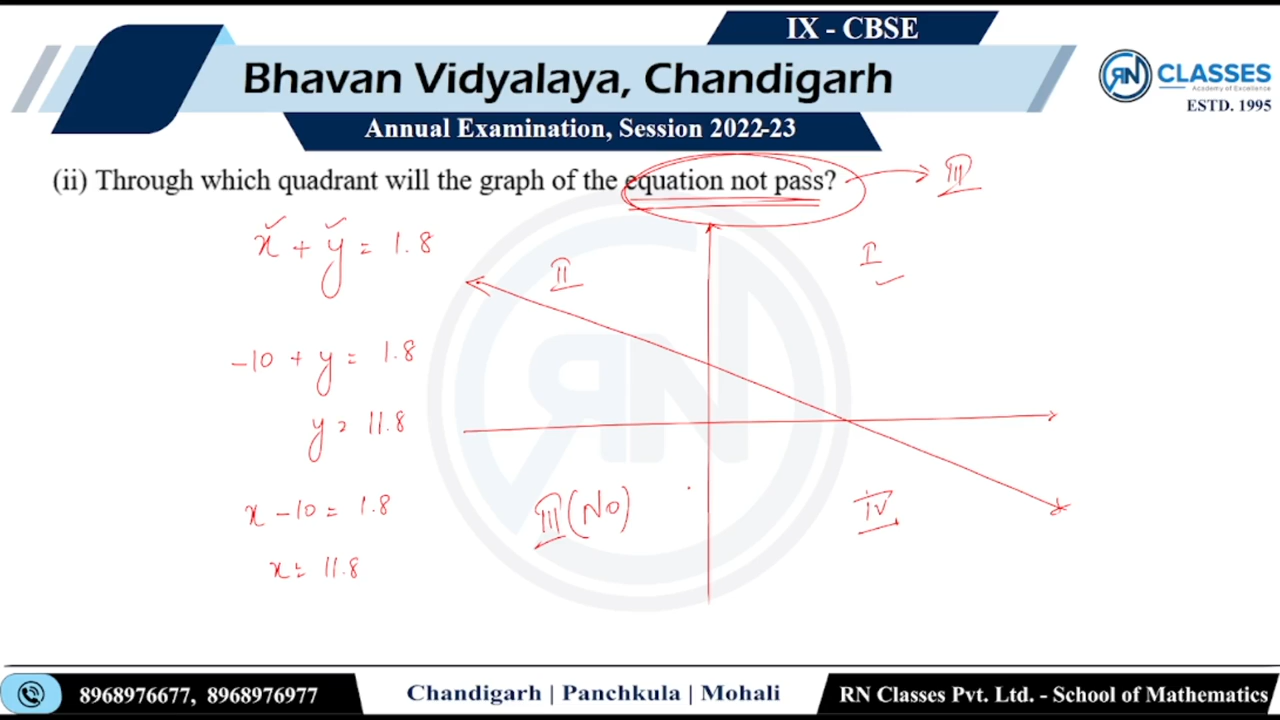 IX - CBSE
Bhavan Vidyalaya, Chandigarh
RN CLASSES
Academy of Excellence
ESTD. 1995
Annual Examination, Session 2022-23
(ii) Through which quadrant will the graph of the equation not pass?
III
x + y = 1.8
II
I
-10 + y = 1.8
y = 11.8
x - 10 = 1.8
III (NO)
IV
x = 11.8
RN
8968976677, 8968976977
Chandigarh | Panchkula | Mohali
RN Classes Pvt. Ltd. - School of Mathematics